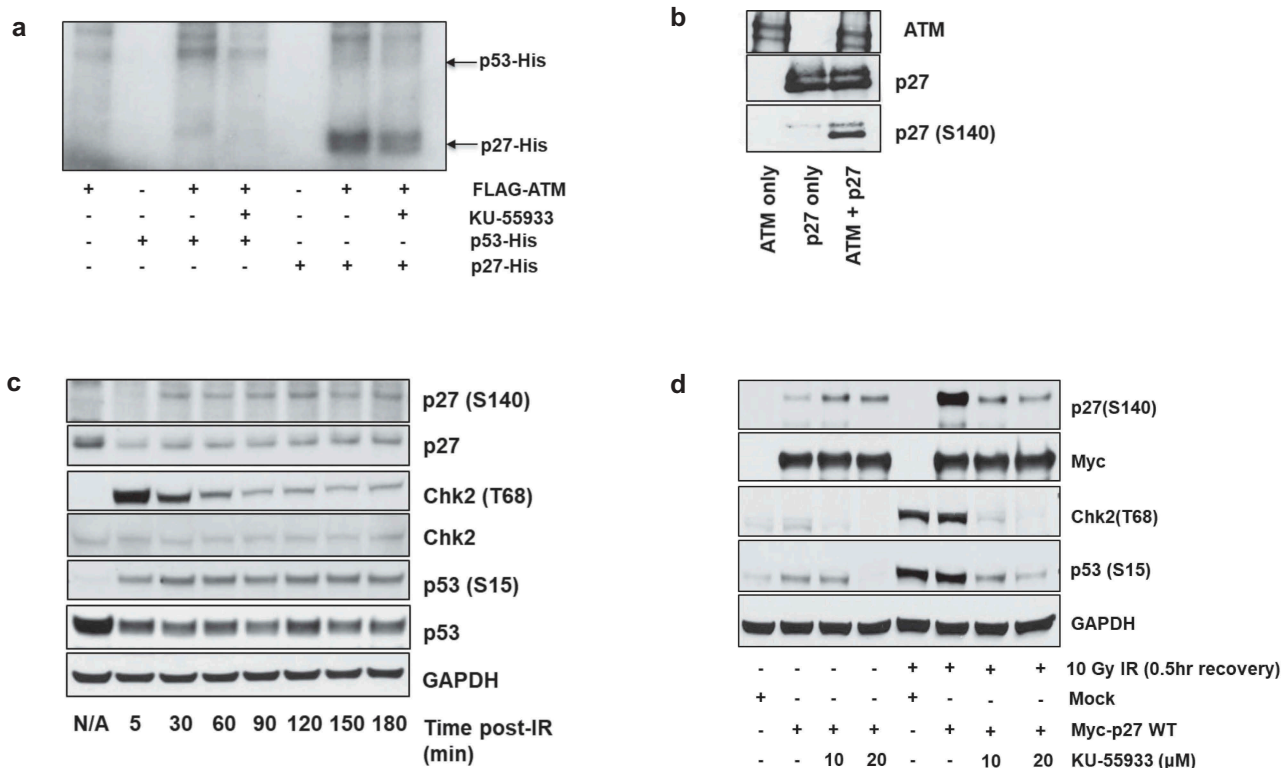 a
p53-His
p27-His
+ - + + - + + FLAG-ATM
- - - + - - + KU-55933
- + + + - - - p53-His
- - - - + + + p27-His
b
ATM
p27
p27 (S140)
ATM only
p27 only
ATM + p27
c
p27 (S140)
p27
Chk2 (T68)
Chk2
p53 (S15)
p53
GAPDH
N/A 5 30 60 90 120 150 180 Time post-IR
(min)
d
p27(S140)
Myc
Chk2(T68)
p53 (S15)
GAPDH
- - - - + + + + 10 Gy IR (0.5hr recovery)
+ - - - + - - - Mock
- + + + - + + + Myc-p27 WT
- - 10 20 - - 10 20 KU-55933 (µM)